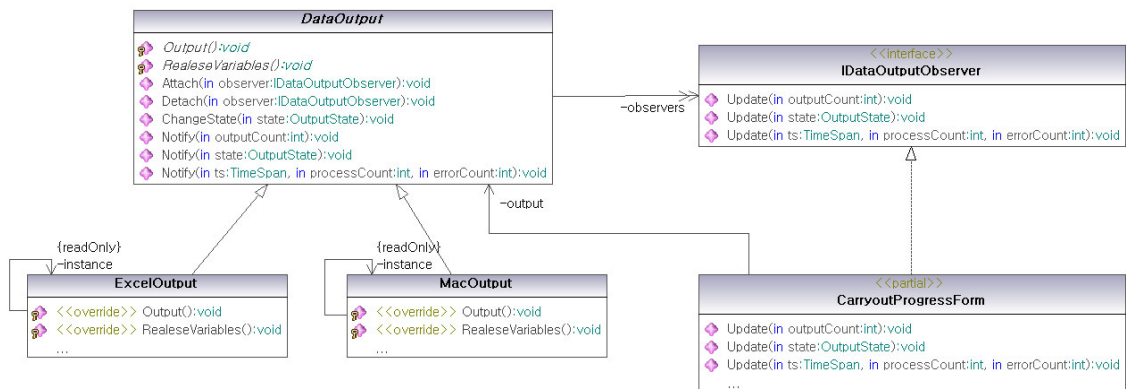 DataOutput
Output():void
RealeseVariables():void
Attach(in observer:IDataOutputObserver):void
Detach(in observer:IDataOutputObserver):void
ChangeState(in state:OutputState):void
Notify(in outputCount:int):void
Notify(in state:OutputState):void
Notify(in ts:TimeSpan, in processCount:int, in errorCount:int):void
-observers
<<interface>>
IDataOutputObserver
Update(in outputCount:int):void
Update(in state:OutputState):void
Update(in ts:TimeSpan, in processCount:int, in errorCount:int):void
-output
{readOnly}
-instance
ExcelOutput
<<override>> Output():void
<<override>> RealeseVariables():void
...
{readOnly}
-instance
MacOutput
<<override>> Output():void
<<override>> RealeseVariables():void
...
<<partial>>
CarryoutProgressForm
Update(in outputCount:int):void
Update(in state:OutputState):void
Update(in ts:TimeSpan, in processCount:int, in errorCount:int):void
...